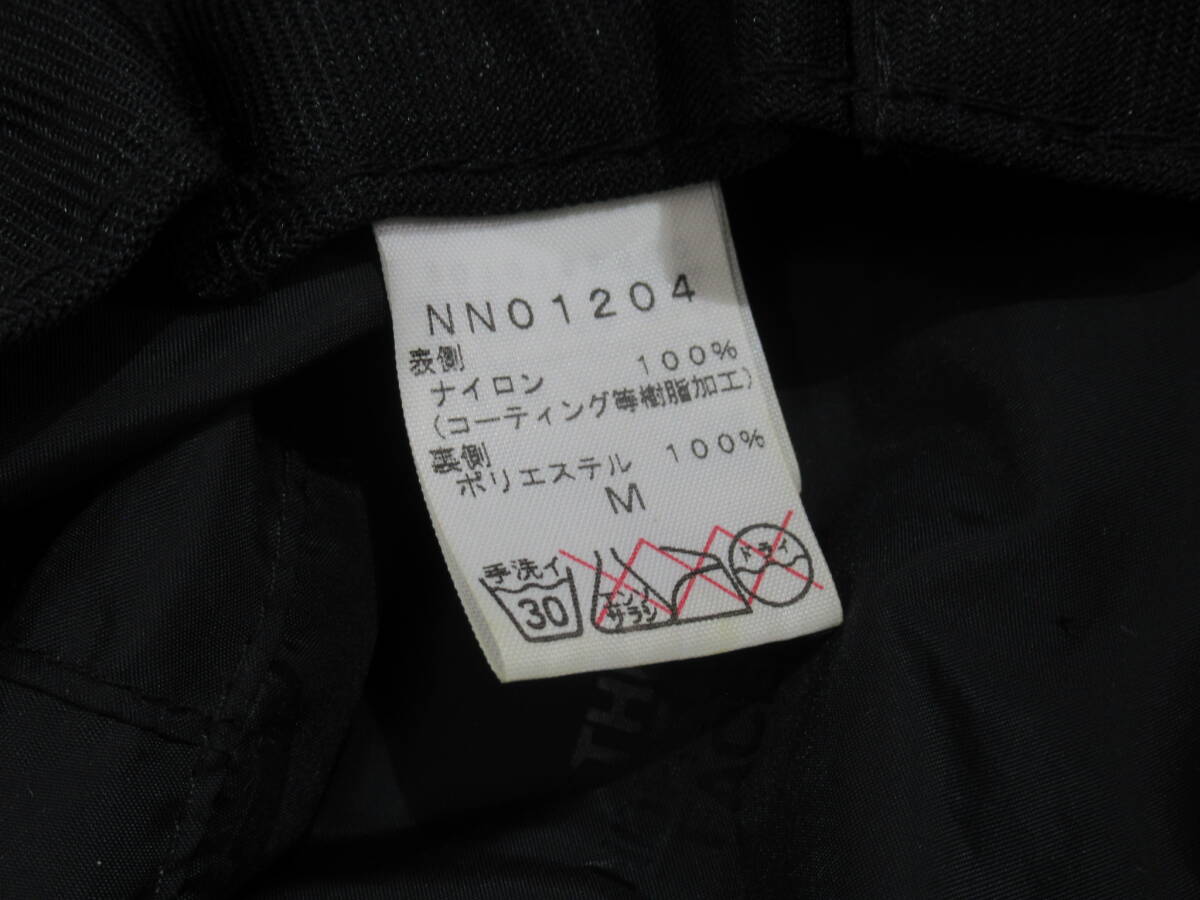 NN01204
表側
ナイロン 100%
(コーティング等樹脂加工)
裏側
ポリエステル 100%
M
手洗イ
30
エンソ
サラシ
ドライ
TH